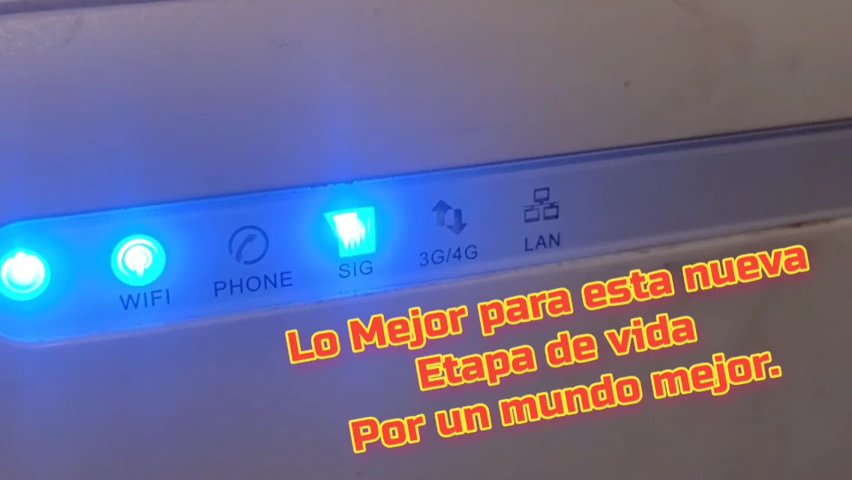 WIFI
PHONE
SIG
3G/4G
LAN
Lo Mejor para esta nueva
Etapa de vida
Por un mundo mejor.